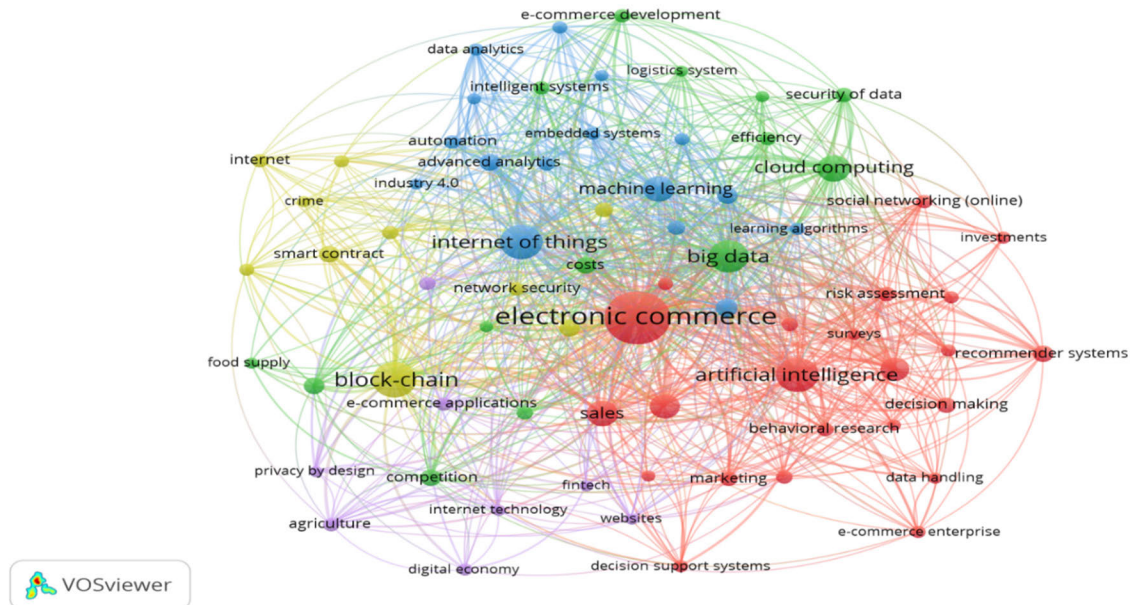 e-commerce development
data analytics
logistics system
intelligent systems
security of data
automation
embedded systems
efficiency
internet
advanced analytics
cloud computing
industry 4.0
machine learning
crime
social networking (online)
learning algorithms
internet of things
investments
smart contract
big data
costs
network security
risk assessment
electronic commerce
surveys
food supply
recommender systems
block-chain
artificial intelligence
e-commerce applications
sales
decision making
behavioral research
privacy by design
competition
fintech
marketing
data handling
internet technology
agriculture
websites
e-commerce enterprise
digital economy
decision support systems
VOSviewer